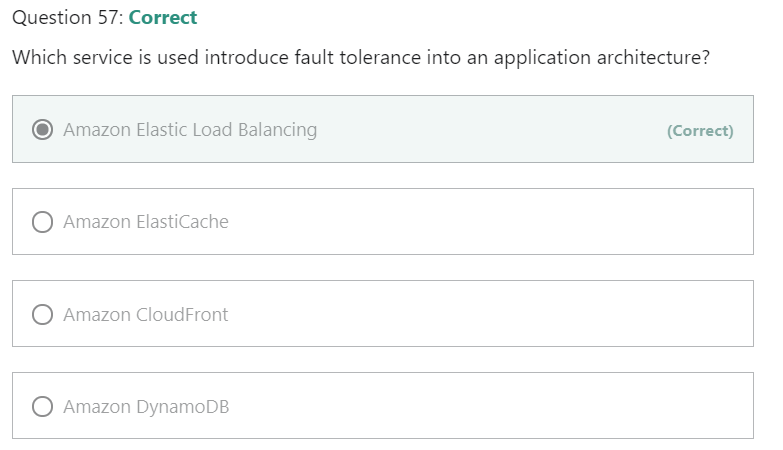 Question 57: Correct
Which service is used introduce fault tolerance into an application architecture?
Amazon Elastic Load Balancing (Correct)
Amazon ElastiCache
Amazon CloudFront
Amazon DynamoDB